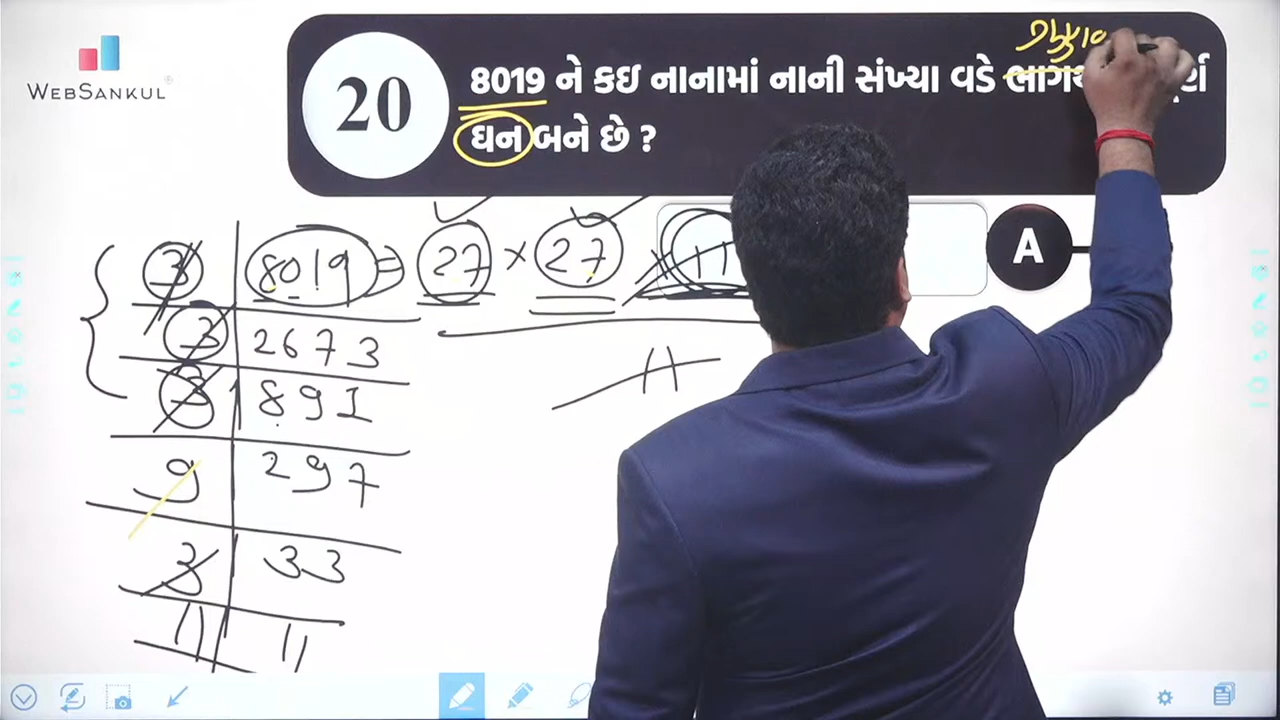 WEBSANKUL
20
8019 ને કઇ નાનામાં નાની સંખ્યા વડે
ઘન બને છે ?
A
3 8019 = 27 × 27 × 11
3 2673
3 891
11
9 297
3 33
11 11